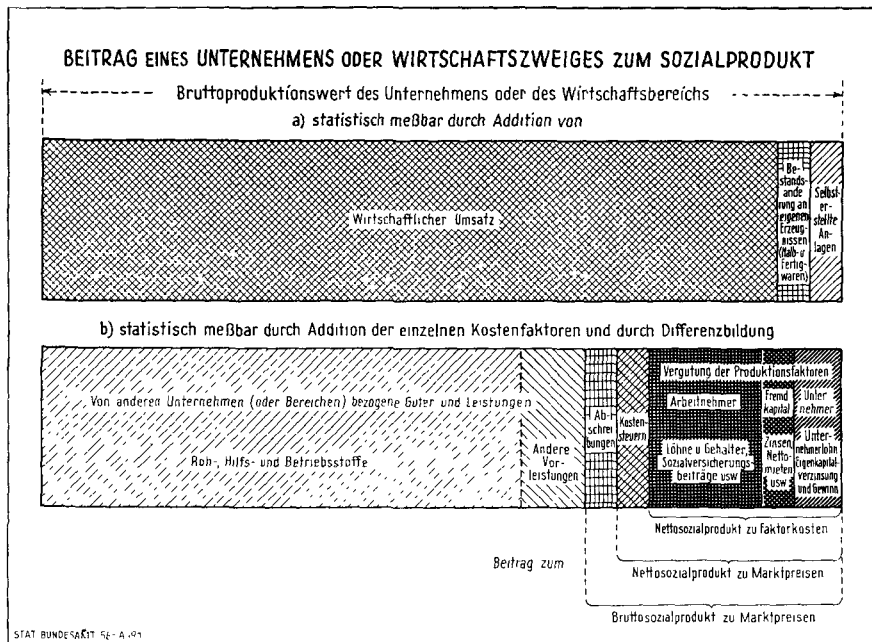 BEITRAG EINES UNTERNEHMENS ODER WIRTSCHAFTSZWEIGES ZUM SOZIALPRODUKT
Bruttoproduktionswert des Unternehmens oder des Wirtschaftsbereichs
a) statistisch meßbar durch Addition von
Wirtschaftlicher Umsatz
Be-
stands-
ände
rung an
eigenen
Erzeug-
nissen
(Halb- u
Fertig-
waren)
Selbst-
er-
stellte
An-
lagen
b) statistisch meßbar durch Addition der einzelnen Kostenfaktoren und durch Differenzbildung
Von anderen Unternehmen (oder Bereichen) bezogene Guter und Leistungen
Roh-, Hilfs- und Betriebsstoffe
Andere
Vor-
leistungen
Ab-
schrei
bungen
Kosten-
steuern
Vergutung der Produktionsfaktoren
Arbeitnehmer
Löhne u Gehalter,
Sozialversicherungs-
beiträge usw
Fremd
kapital
Zinsen,
Netto-
mieten
usw
Unter
nehmer
Unter-
nehmerlohn
Eigenkapital-
verzinsung
und Gewinn
Nettosozialprodukt zu Faktorkosten
Beitrag zum
Nettosozialprodukt zu Marktpreisen
Bruttosozialprodukt zu Marktpreisen
STAT BUNDESAMT